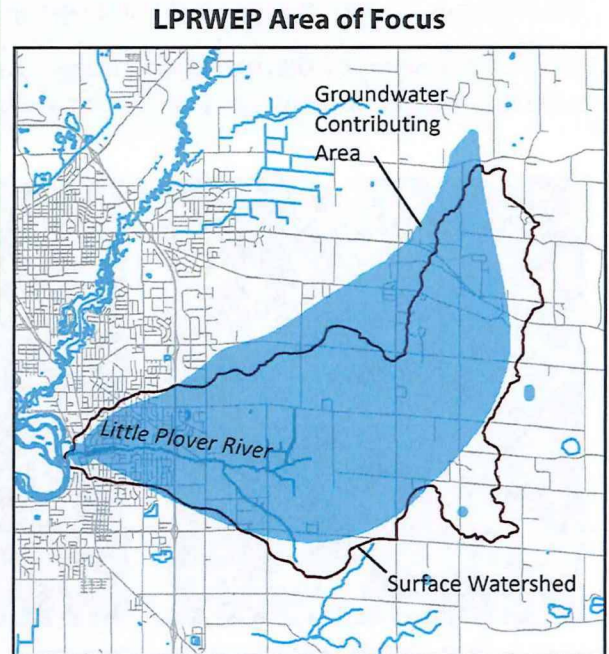 LPRWEP Area of Focus
Groundwater
Contributing
Area
Little Plover River
Surface Watershed